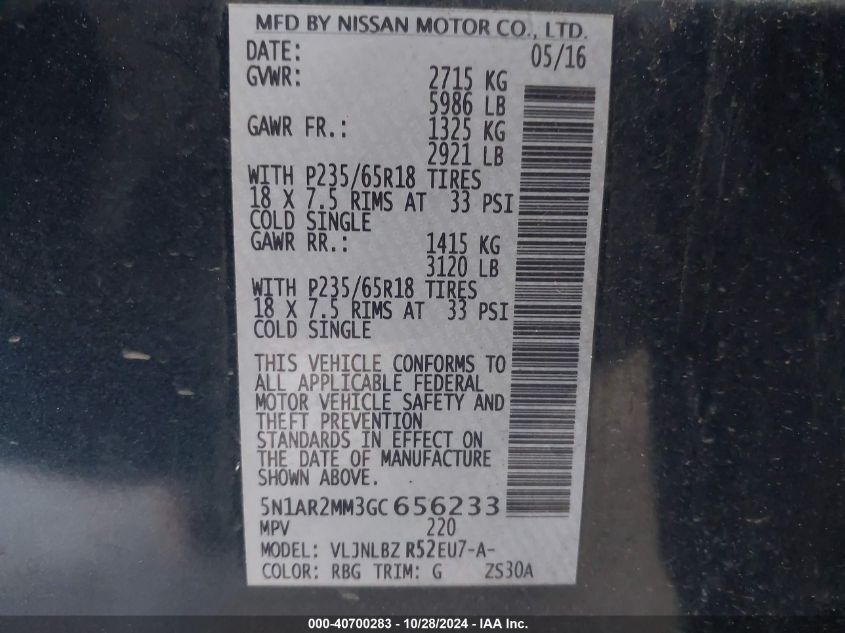 MFD BY NISSAN MOTOR CO., LTD.
DATE: 05/16
GVWR: 2715 KG
5986 LB
GAWR FR.: 1325 KG
2921 LB
WITH P235/65R18 TIRES
18 X 7.5 RIMS AT 33 PSI
COLD SINGLE
GAWR RR.: 1415 KG
3120 LB
WITH P235/65R18 TIRES
18 X 7.5 RIMS AT 33 PSI
COLD SINGLE
THIS VEHICLE CONFORMS TO
ALL APPLICABLE FEDERAL
MOTOR VEHICLE SAFETY AND
THEFT PREVENTION
STANDARDS IN EFFECT ON
THE DATE OF MANUFACTURE
SHOWN ABOVE.
5N1AR2MM3GC656233
MPV 220
MODEL: VLJNLBZ R52EU7-A-
COLOR: RBG TRIM: G ZS30A
000-40700283 - 10/28/2024 - IAA Inc.